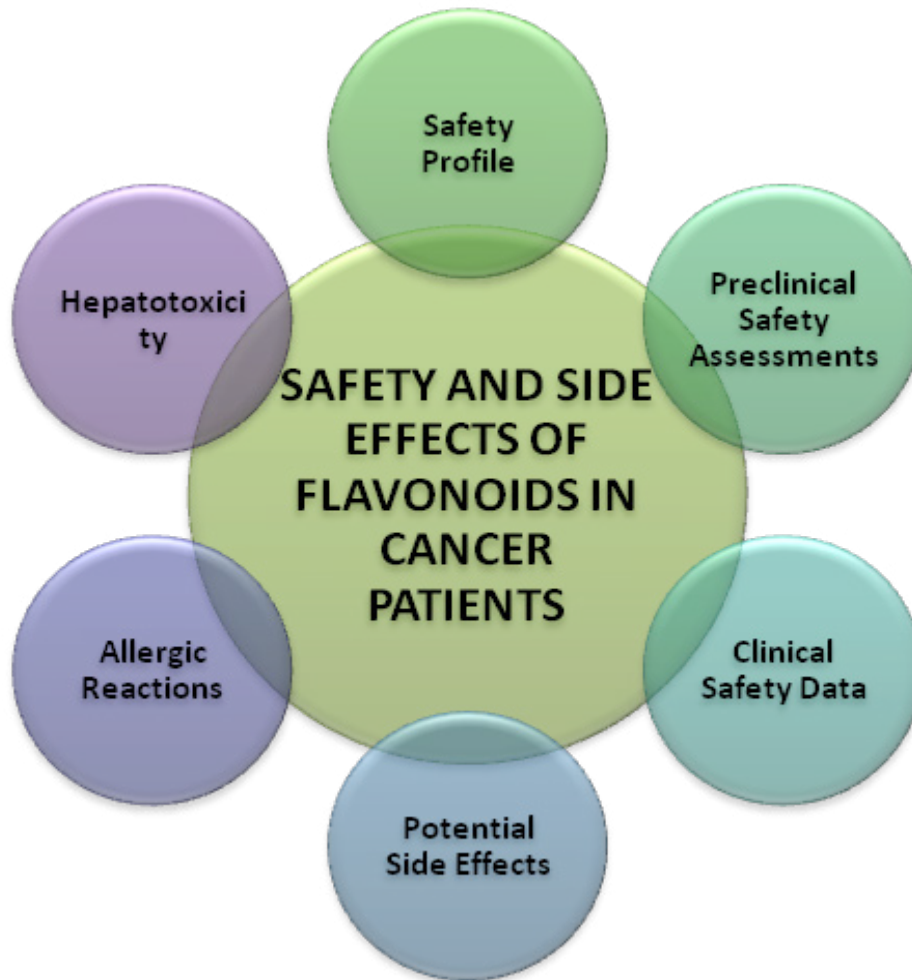 Safety
Profile
Preclinical
Safety
Assessments
Clinical
Safety Data
Potential
Side Effects
Allergic
Reactions
Hepatotoxici
ty
SAFETY AND SIDE
EFFECTS OF
FLAVONOIDS IN
CANCER
PATIENTS